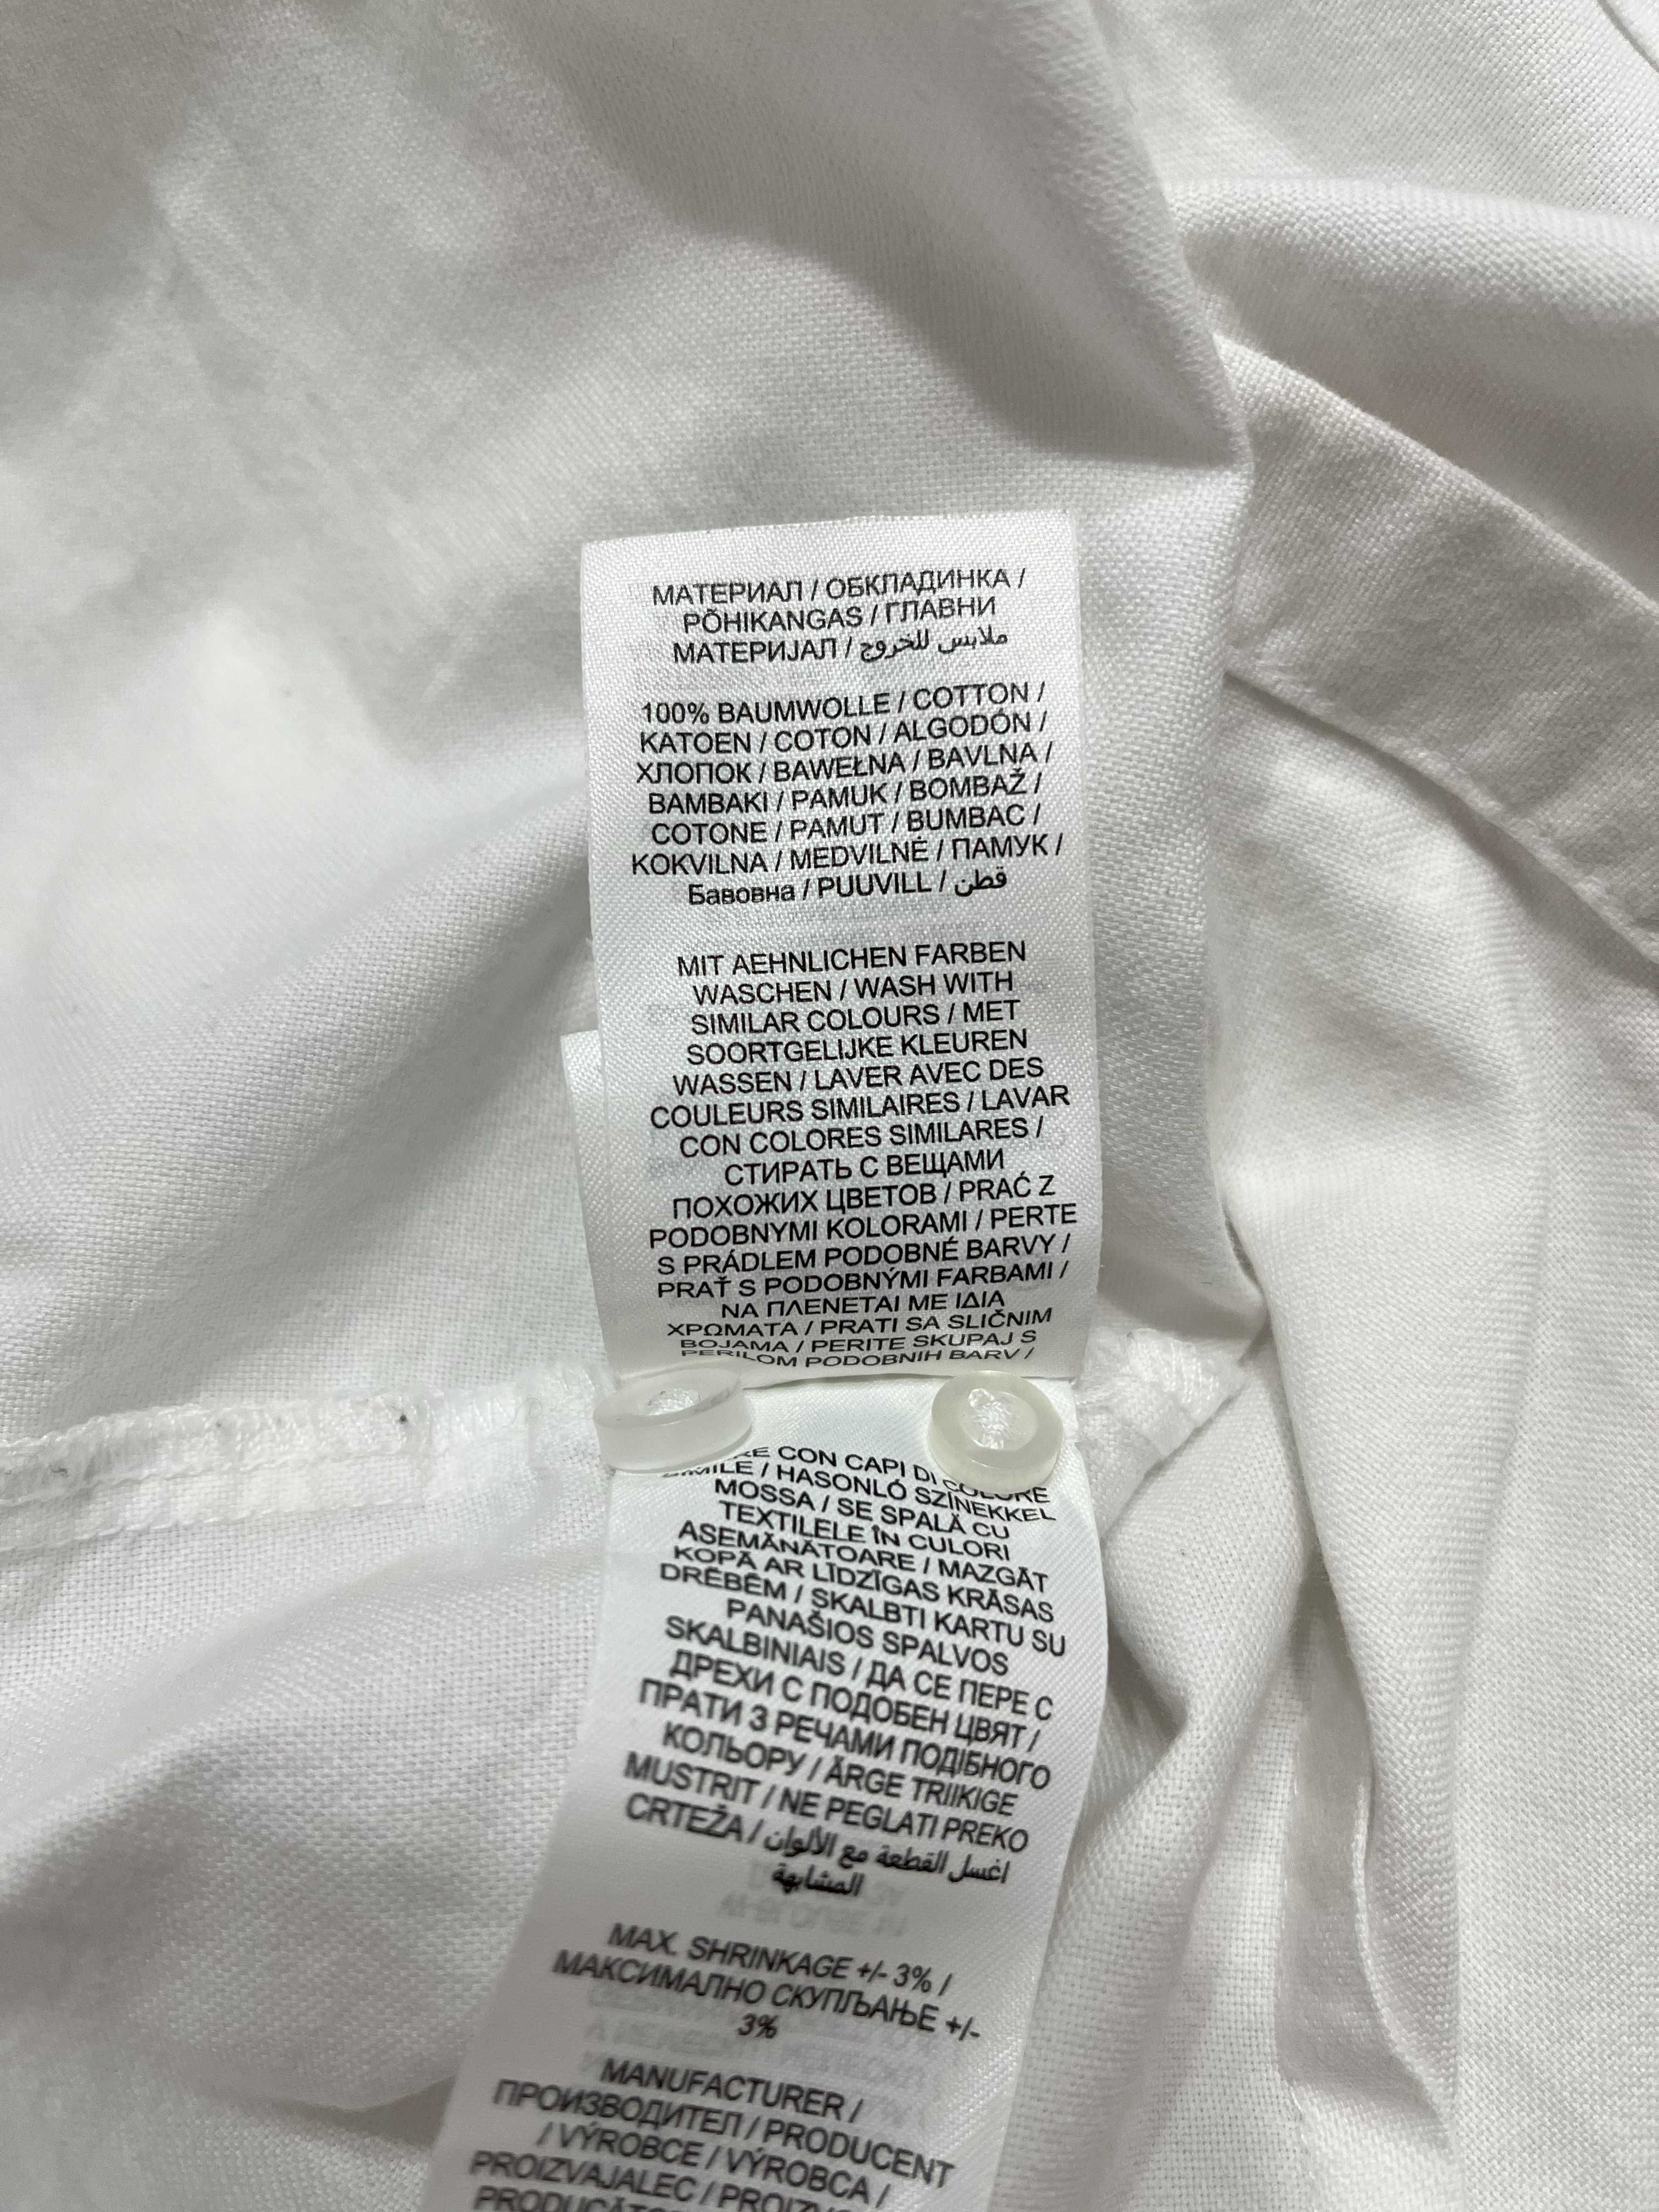 МАТЕРИАЛ / ОБКЛАДИНКА /
PÕHIKANGAS / ГЛАВНИ
МАТЕРИЈАЛ / ملابس للخروج
100% BAUMWOLLE / COTTON /
KATOEN / COTON / ALGODÓN /
ХЛОПОК / BAWEŁNA / BAVLNA /
BAMBAKI / PAMUK / BOMBAŽ /
COTONE / PAMUT / BUMBAC /
KOKVILNA / MEDVILNĖ / ПАМУК /
Бавовна / PUUVILL / قطن
MIT AEHNLICHEN FARBEN
WASCHEN / WASH WITH
SIMILAR COLOURS / MET
SOORTGELIJKE KLEUREN
WASSEN / LAVER AVEC DES
COULEURS SIMILAIRES / LAVAR
CON COLORES SIMILARES /
СТИРАТЬ С ВЕЩАМИ
ПОХОЖИХ ЦВЕТОВ / PRAĆ Z
PODOBNYMI KOLORAMI / PERTE
S PRÁDLEM PODOBNÉ BARVY /
PRAŤ S PODOBNÝMI FARBAMI /
ΝΑ ΠΛΕΝΕΤΑΙ ΜΕ ΙΔΙΑ
ΧΡΩΜΑΤΑ / PRATI SA SLIČNIM
BOJAMA / PERITE SKUPAJ S
PERILOM PODOBNIH BARV /
CON CAPI DI COLORE
/ HASONLÓ SZÍNEKKEL
MOSSA / SE SPALĂ CU
TEXTILELE ÎN CULORI
ASEMĂNĂTOARE / MAZGĀT
KOPĀ AR LĪDZĪGAS KRĀSAS
DRĒBĒM / SKALBTI KARTU SU
PANAŠIOS SPALVOS
SKALBINIAIS / ДА СЕ ПЕРЕ С
ДРЕХИ С ПОДОБЕН ЦВЯТ /
ПРАТИ З РЕЧАМИ ПОДІБНОГО
КОЛЬОРУ / ÄRGE TRIIKIGE
MUSTRIT / NE PEGLATI PREKO
CRTEŽA / اغسل القطعة مع الألوان
المشابهة
MAX. SHRINKAGE +/- 3% /
МАКСИМАЛНО СКУПЉАЊЕ +/-
3%
MANUFACTURER /
ПРОИЗВОДИТЕЛ / PRODUCENT
/ VÝROBCE / VÝROBCA /
PROIZVAJALEC /